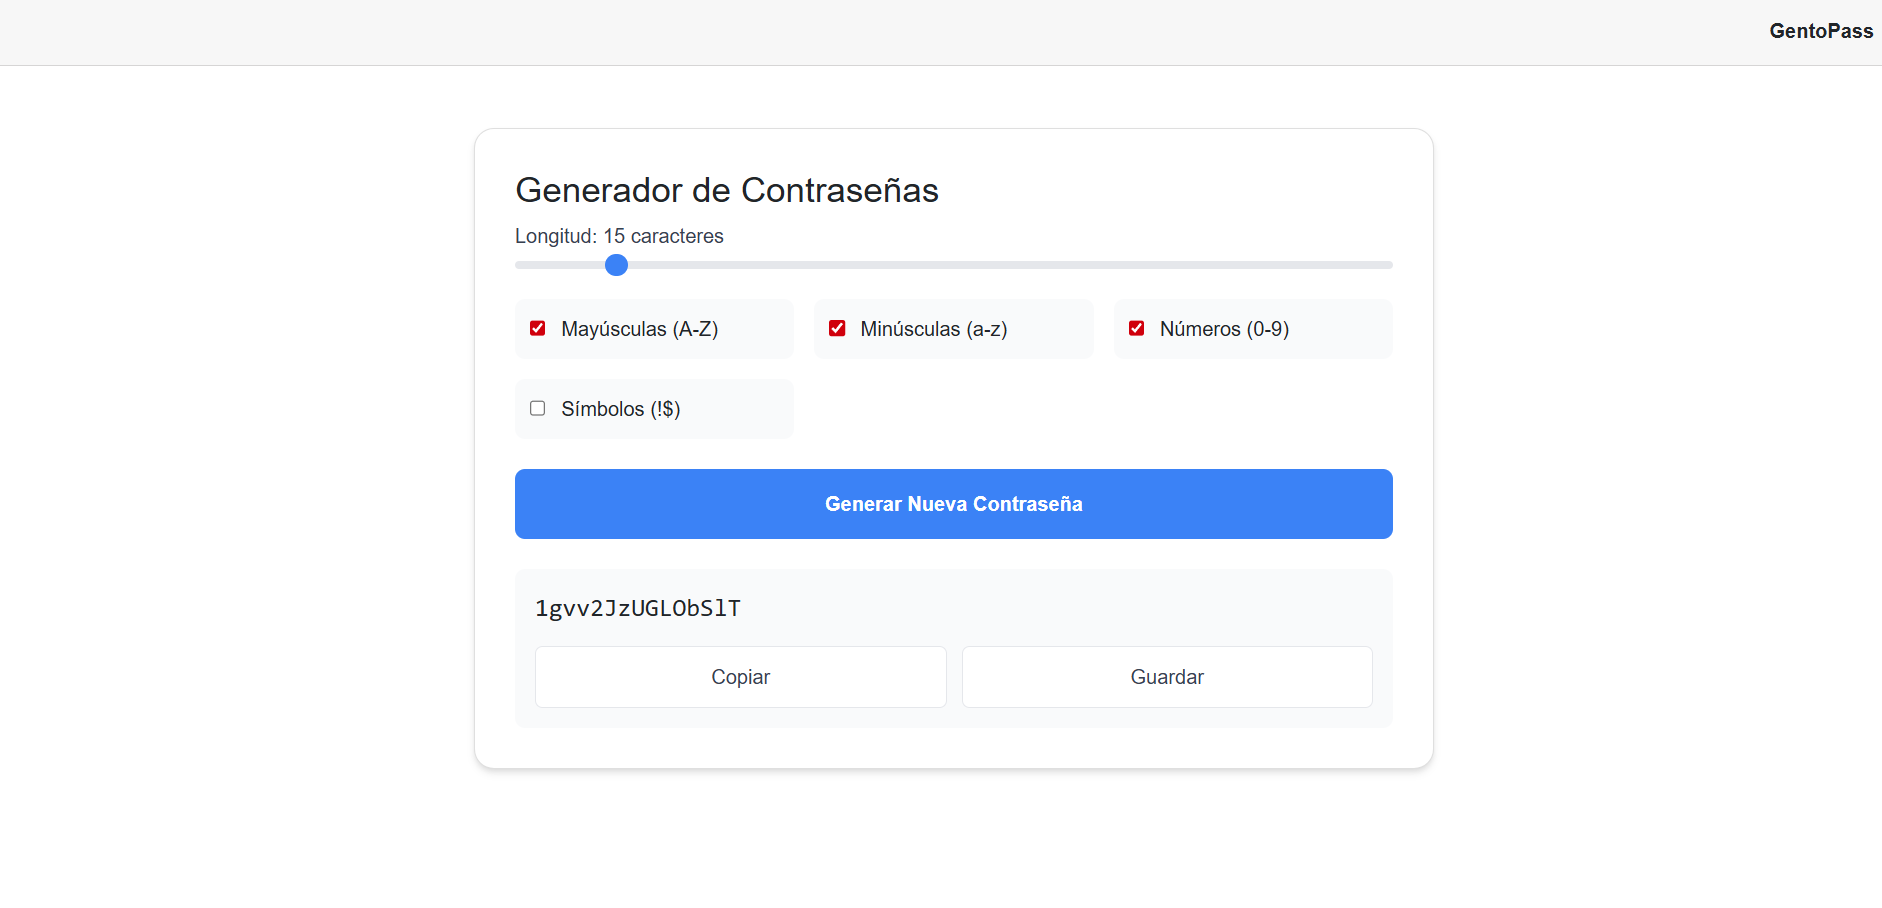 GentoPass
Generador de Contraseñas
Longitud: 15 caracteres
Mayúsculas (A-Z)
Minúsculas (a-z)
Números (0-9)
Símbolos (!$)
Generar Nueva Contraseña
1gvv2JzUGLObSlT
Copiar
Guardar